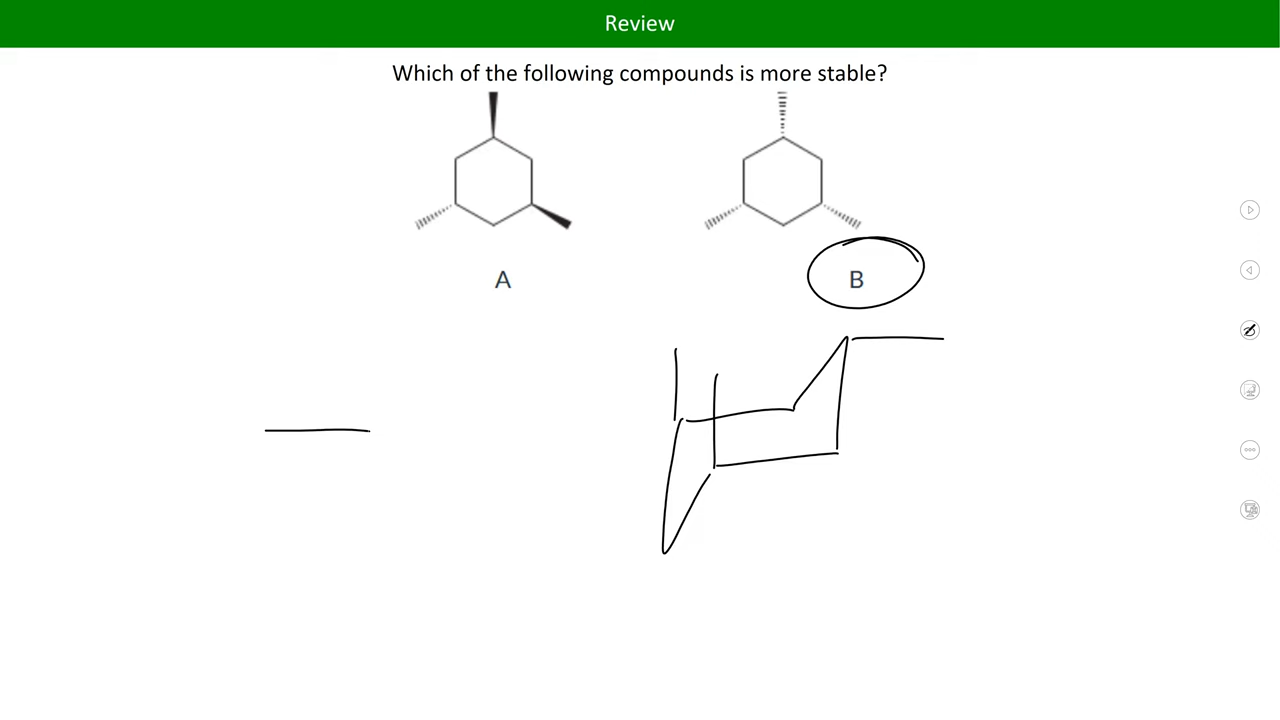 Review
Which of the following compounds is more stable?
A
B